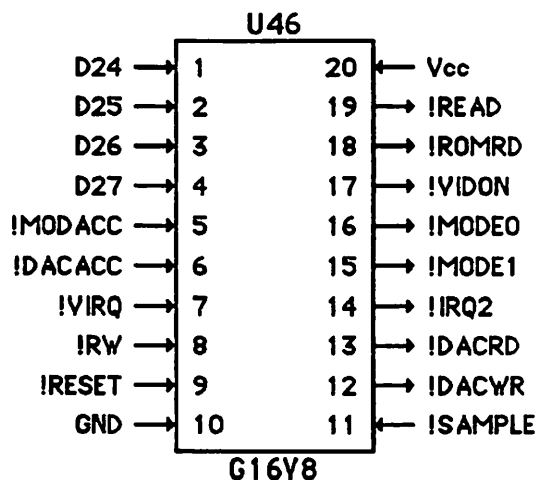 U46
D24 1 20 Vcc
D25 2 19 !READ
D26 3 18 !ROMRD
D27 4 17 !VIDON
!MODACC 5 16 !MODE0
!DACACC 6 15 !MODE1
!VIRQ 7 14 !IRQ2
!RW 8 13 !DACRD
!RESET 9 12 !DACWR
GND 10 11 !SAMPLE
G16V8